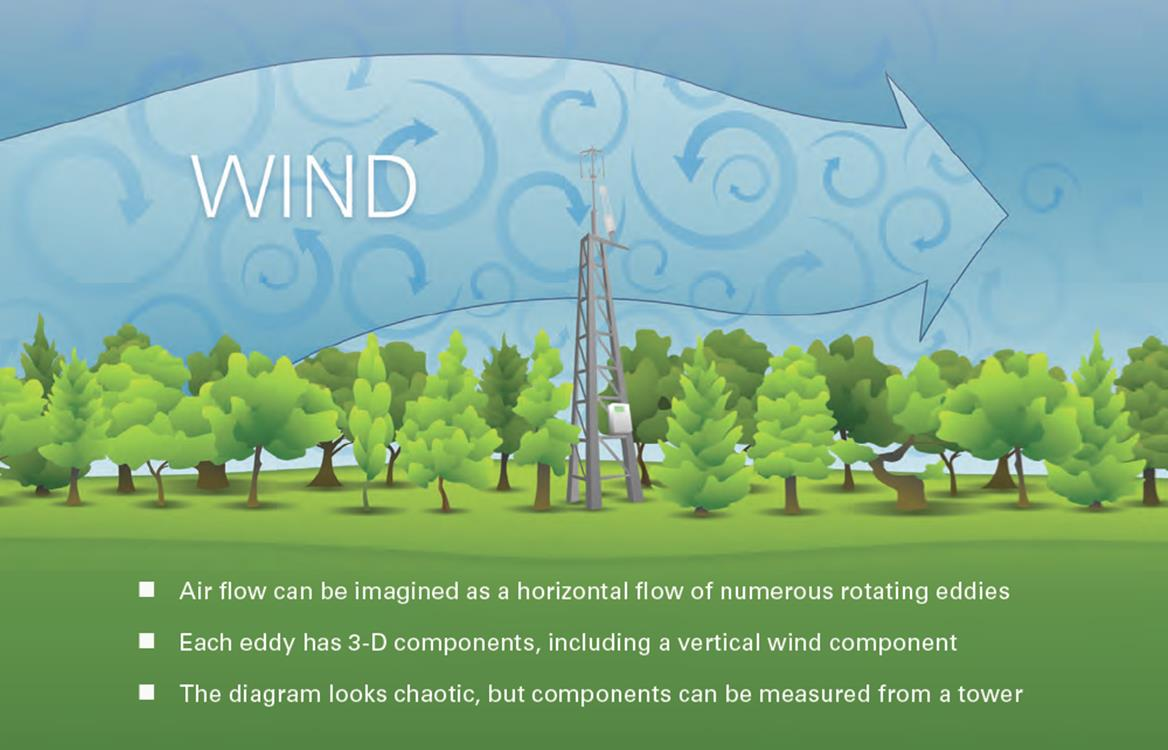 WIND
■ Air flow can be imagined as a horizontal flow of numerous rotating eddies
■ Each eddy has 3-D components, including a vertical wind component
■ The diagram looks chaotic, but components can be measured from a tower